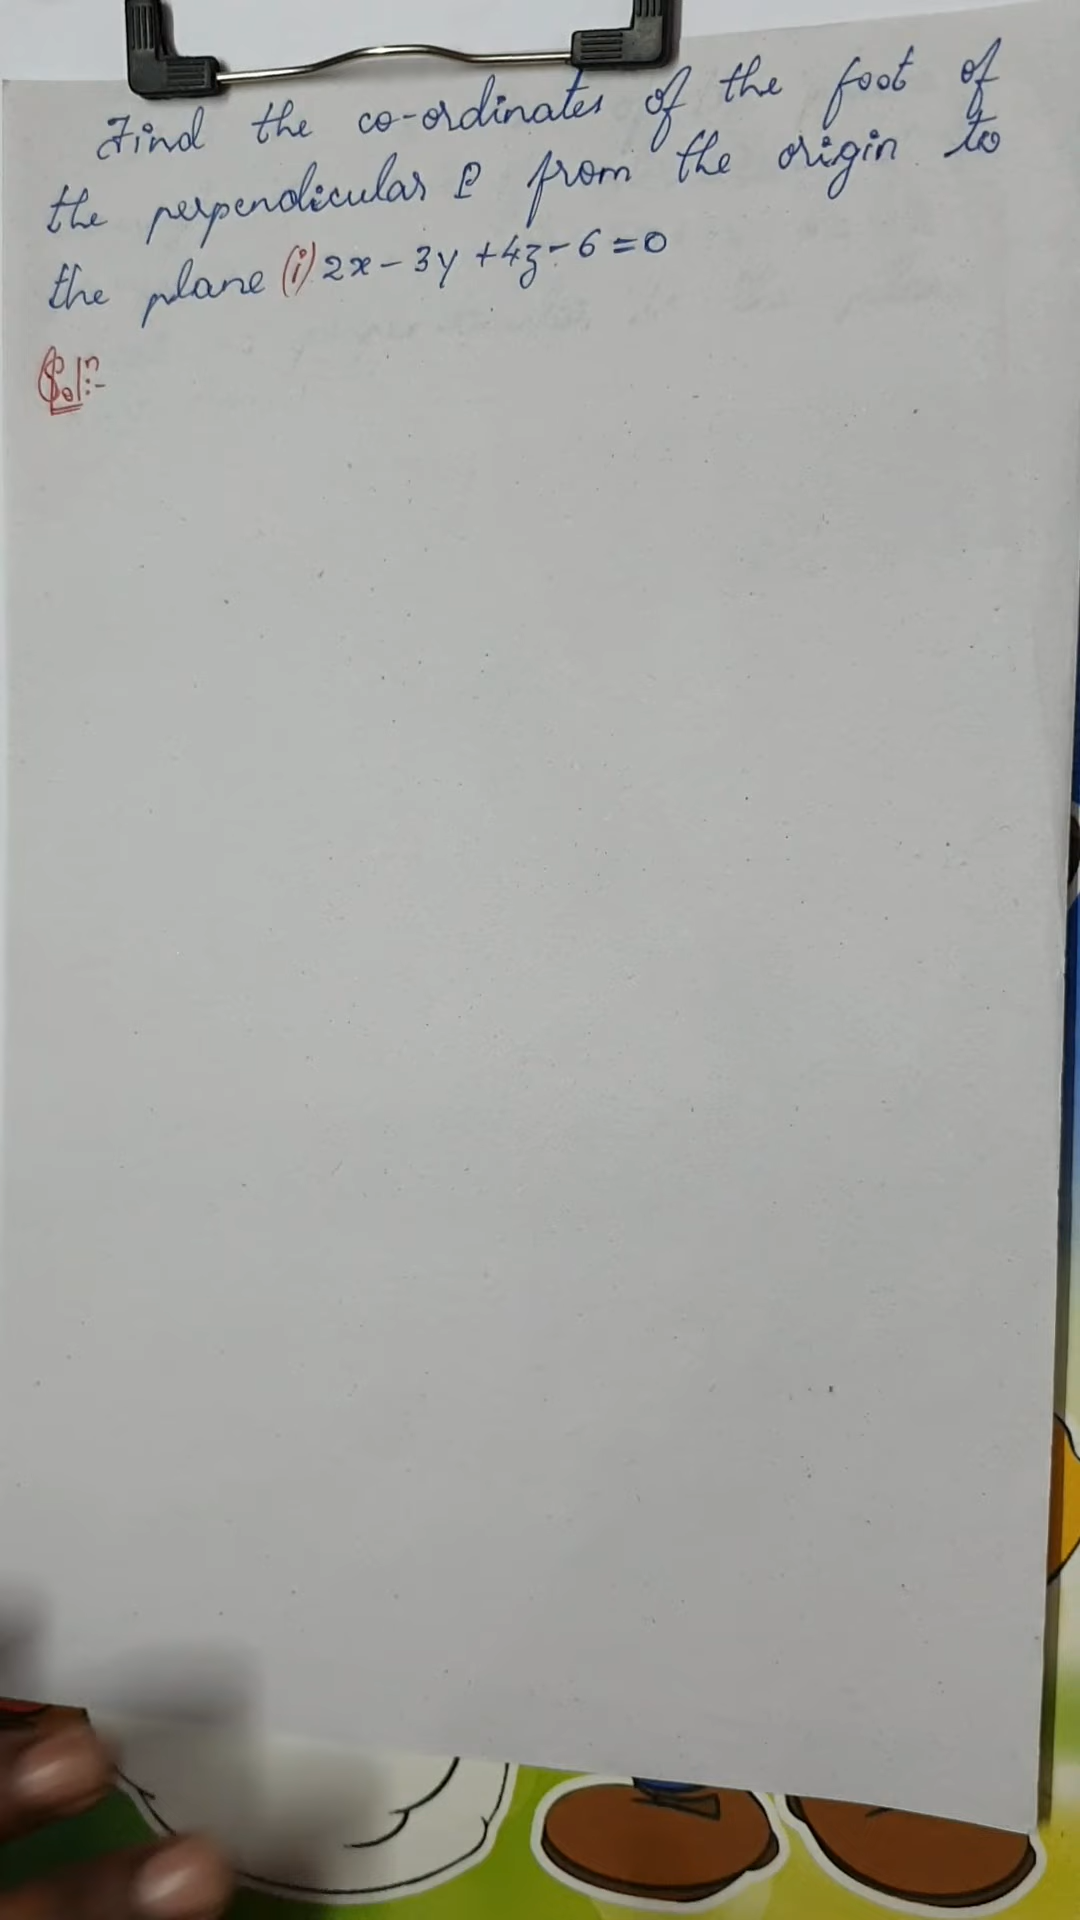 Find the co-ordinates of the foot of
the perpendicular P from the origin to
the plane (i) 2x - 3y + 4z - 6 = 0
Solⁿ:-